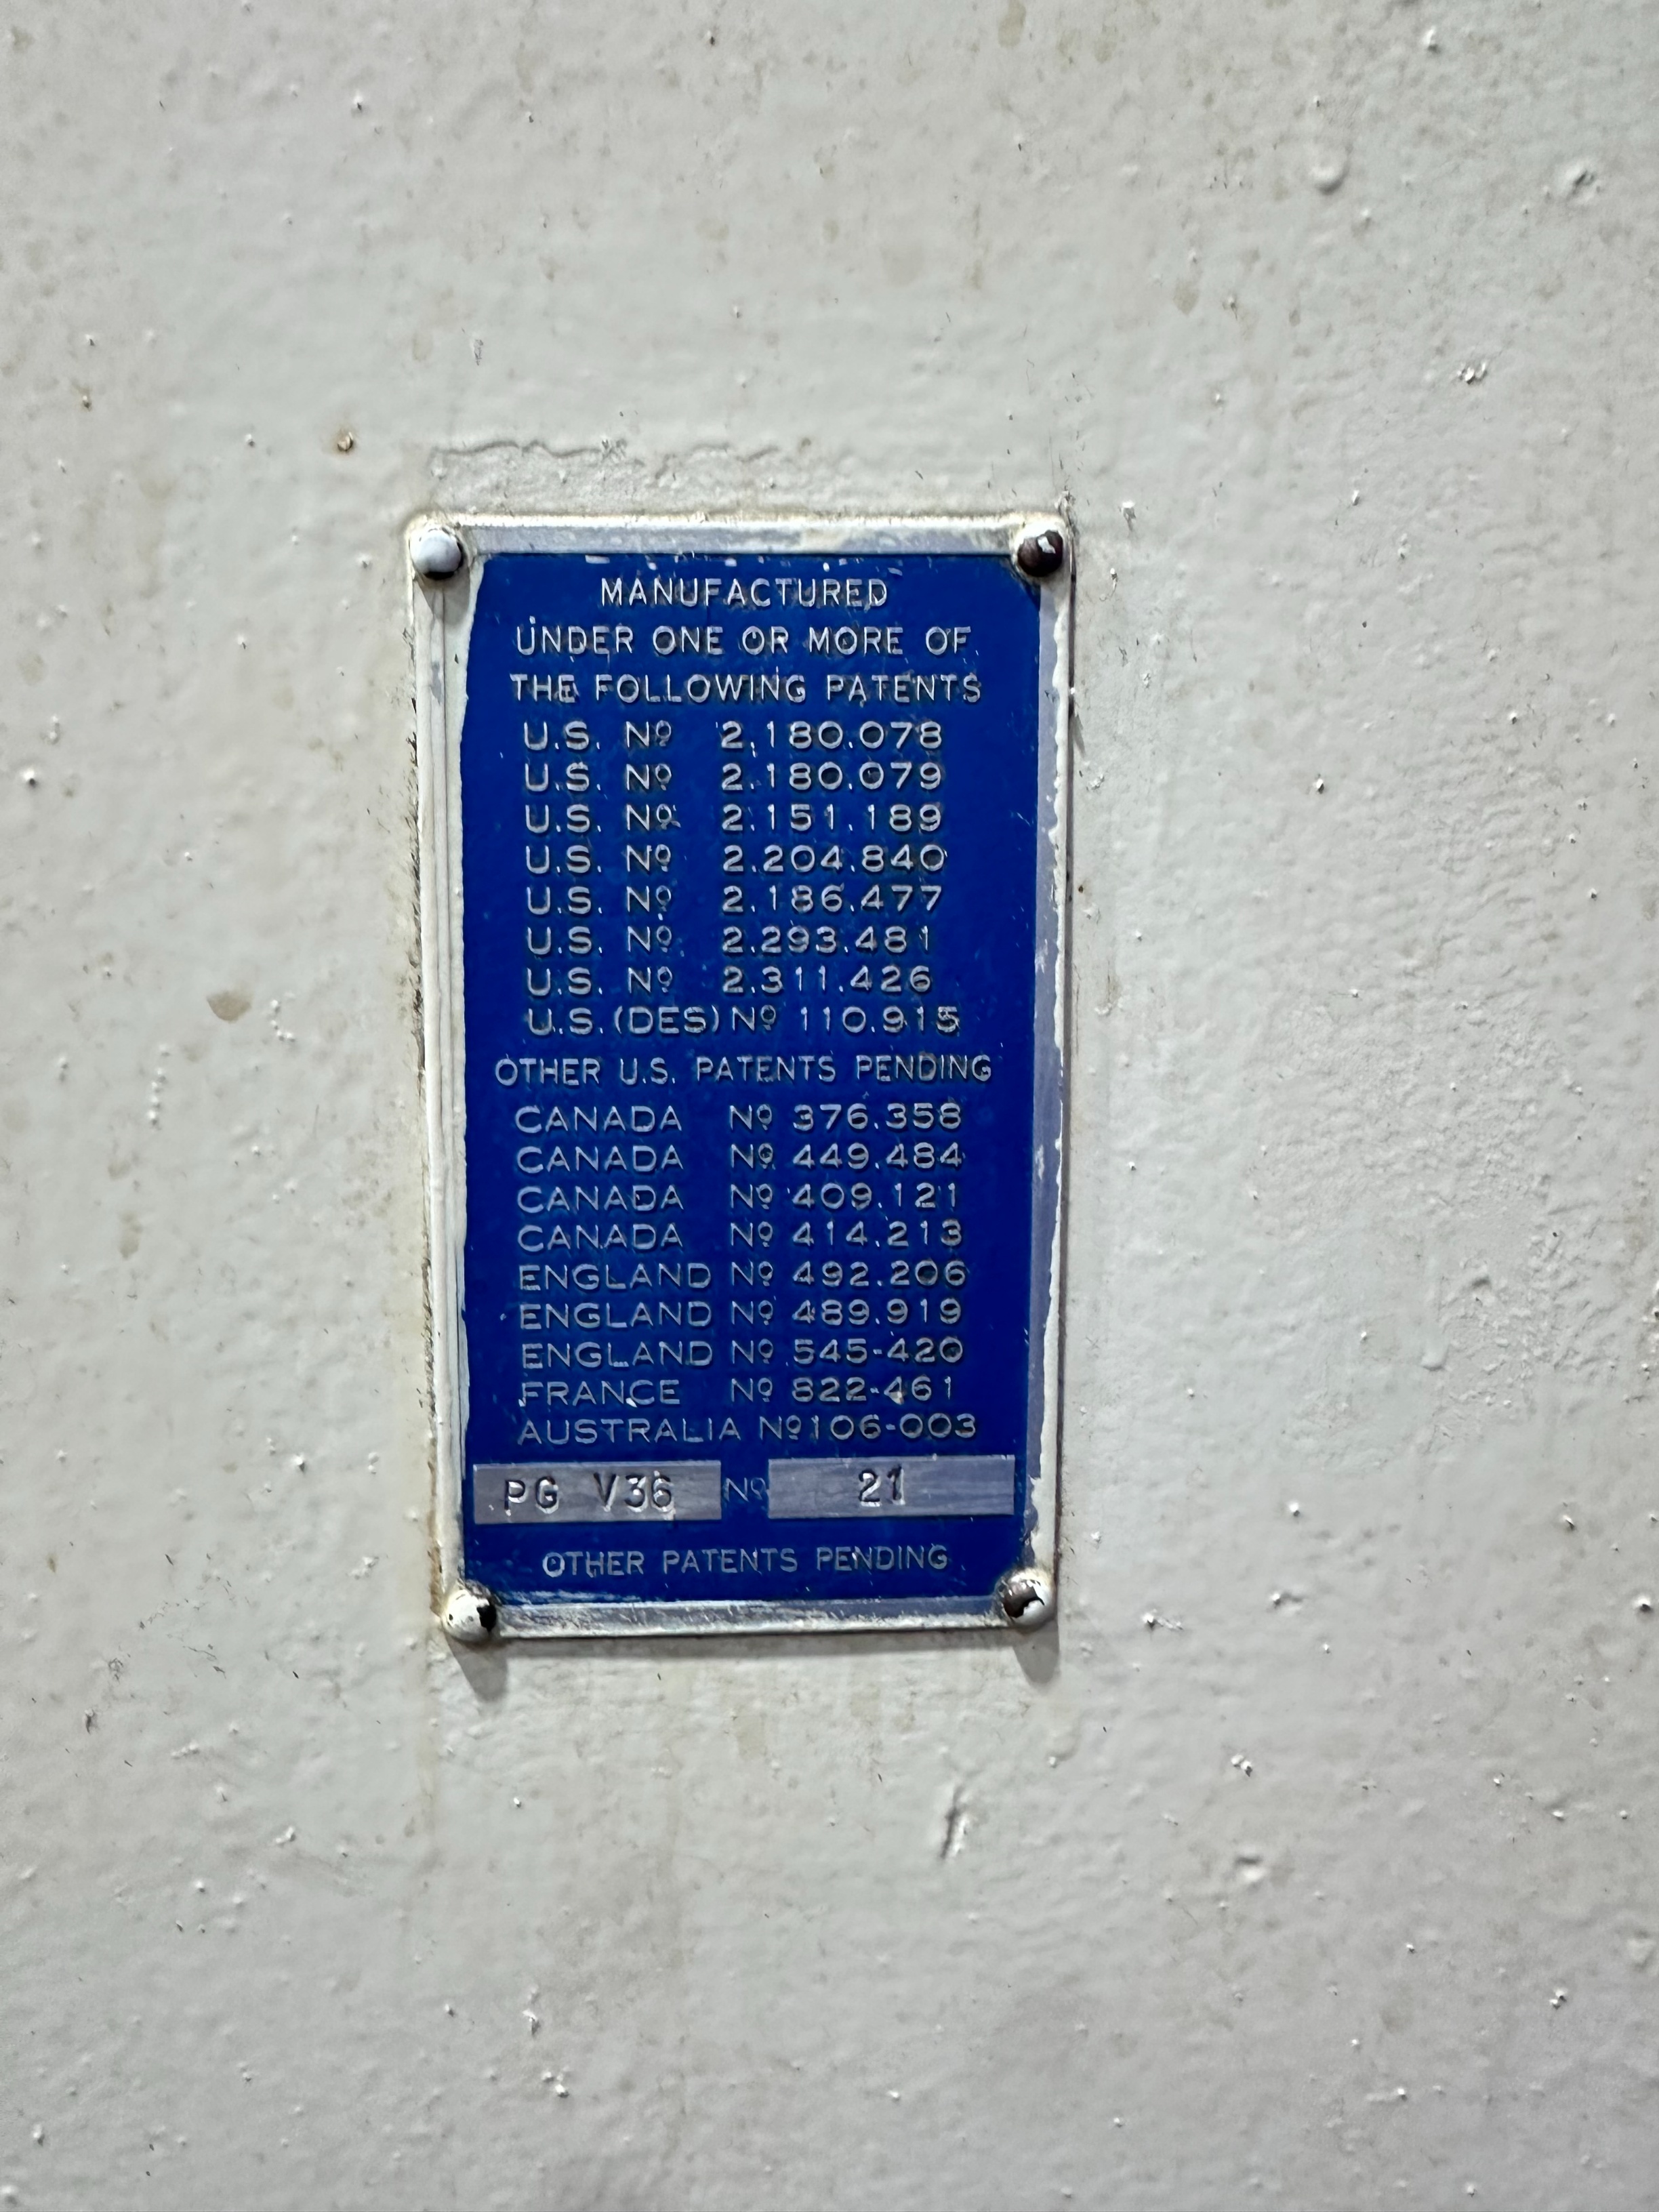 MANUFACTURED
UNDER ONE OR MORE OF
THE FOLLOWING PATENTS
U.S. Nº 2.180.078
U.S. Nº 2.180.079
U.S. Nº 2.151.189
U.S. Nº 2.204.840
U.S. Nº 2.186.477
U.S. Nº 2.293.481
U.S. Nº 2.311.426
U.S. (DES) Nº 110.915
OTHER U.S. PATENTS PENDING
CANADA Nº 376.358
CANADA Nº 449.484
CANADA Nº 409.121
CANADA Nº 414.213
ENGLAND Nº 492.206
ENGLAND Nº 489.919
ENGLAND Nº 545-420
FRANCE Nº 822-461
AUSTRALIA Nº 106-003
PG V36 Nº 21
OTHER PATENTS PENDING